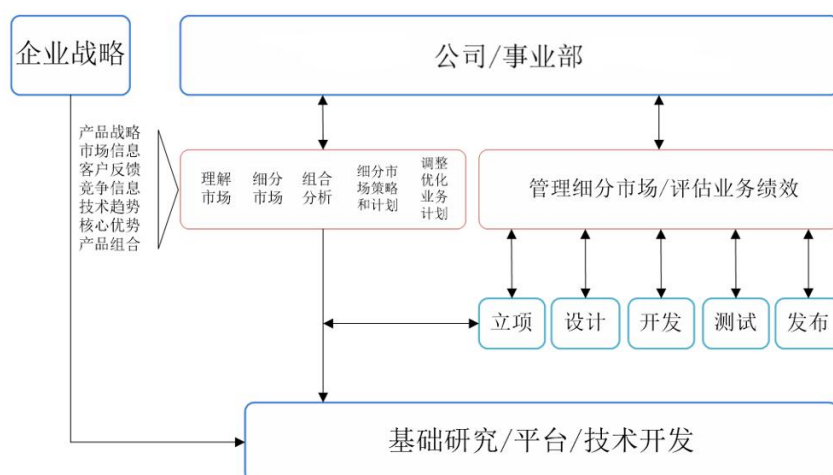 企业战略
公司/事业部
产品战略
市场信息
客户反馈
竞争信息
技术趋势
核心优势
产品组合
理解
市场
细分
市场
组合
分析
细分市
场策略
和计划
调整
优化
业务
计划
管理细分市场/评估业务绩效
立项
设计
开发
测试
发布
基础研究/平台/技术开发